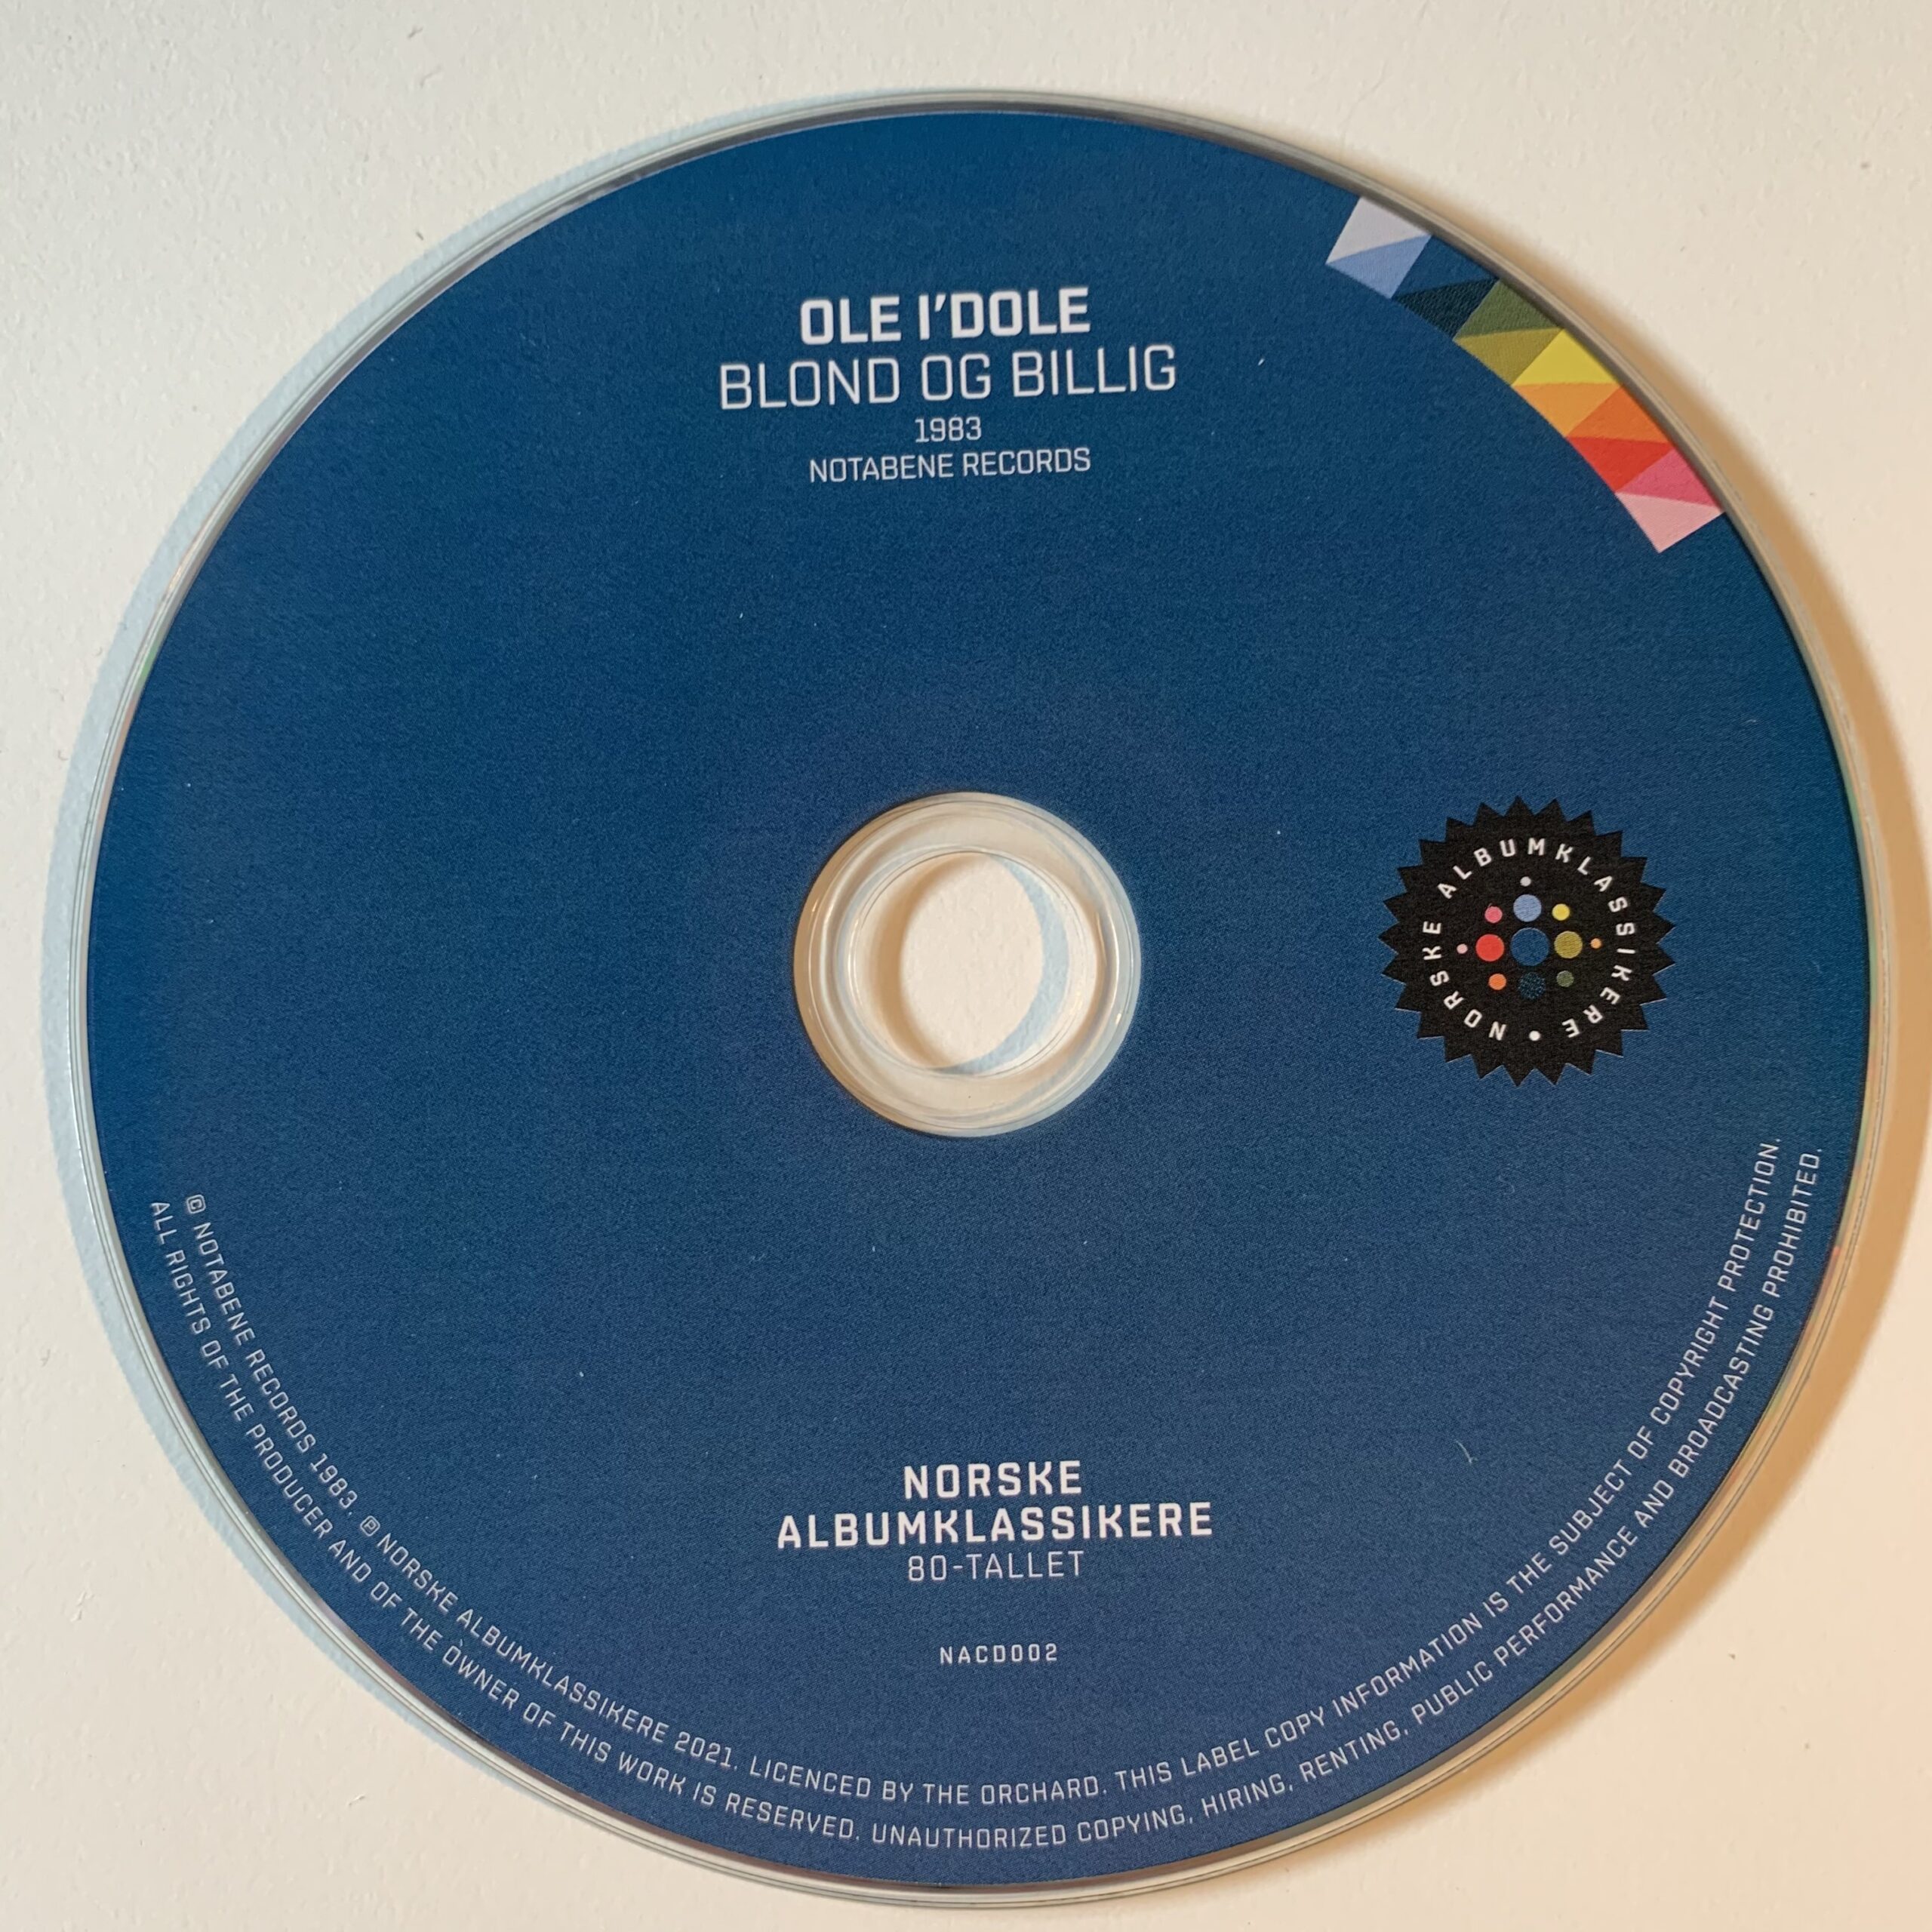 OLE I'DOLE
BLOND OG BILLIG
1983
NOTABENE RECORDS
NORSKE ALBUMKLASSIKERE •
NORSKE
ALBUMKLASSIKERE
80-TALLET
NACD002
© NOTABENE RECORDS 1983. ℗ NORSKE ALBUMKLASSIKERE 2021. LICENCED BY THE ORCHARD. THIS LABEL COPY INFORMATION IS THE SUBJECT OF COPYRIGHT PROTECTION.
ALL RIGHTS OF THE PRODUCER AND OF THE OWNER OF THIS WORK IS RESERVED. UNAUTHORIZED COPYING, HIRING, RENTING, PUBLIC PERFORMANCE AND BROADCASTING PROHIBITED.